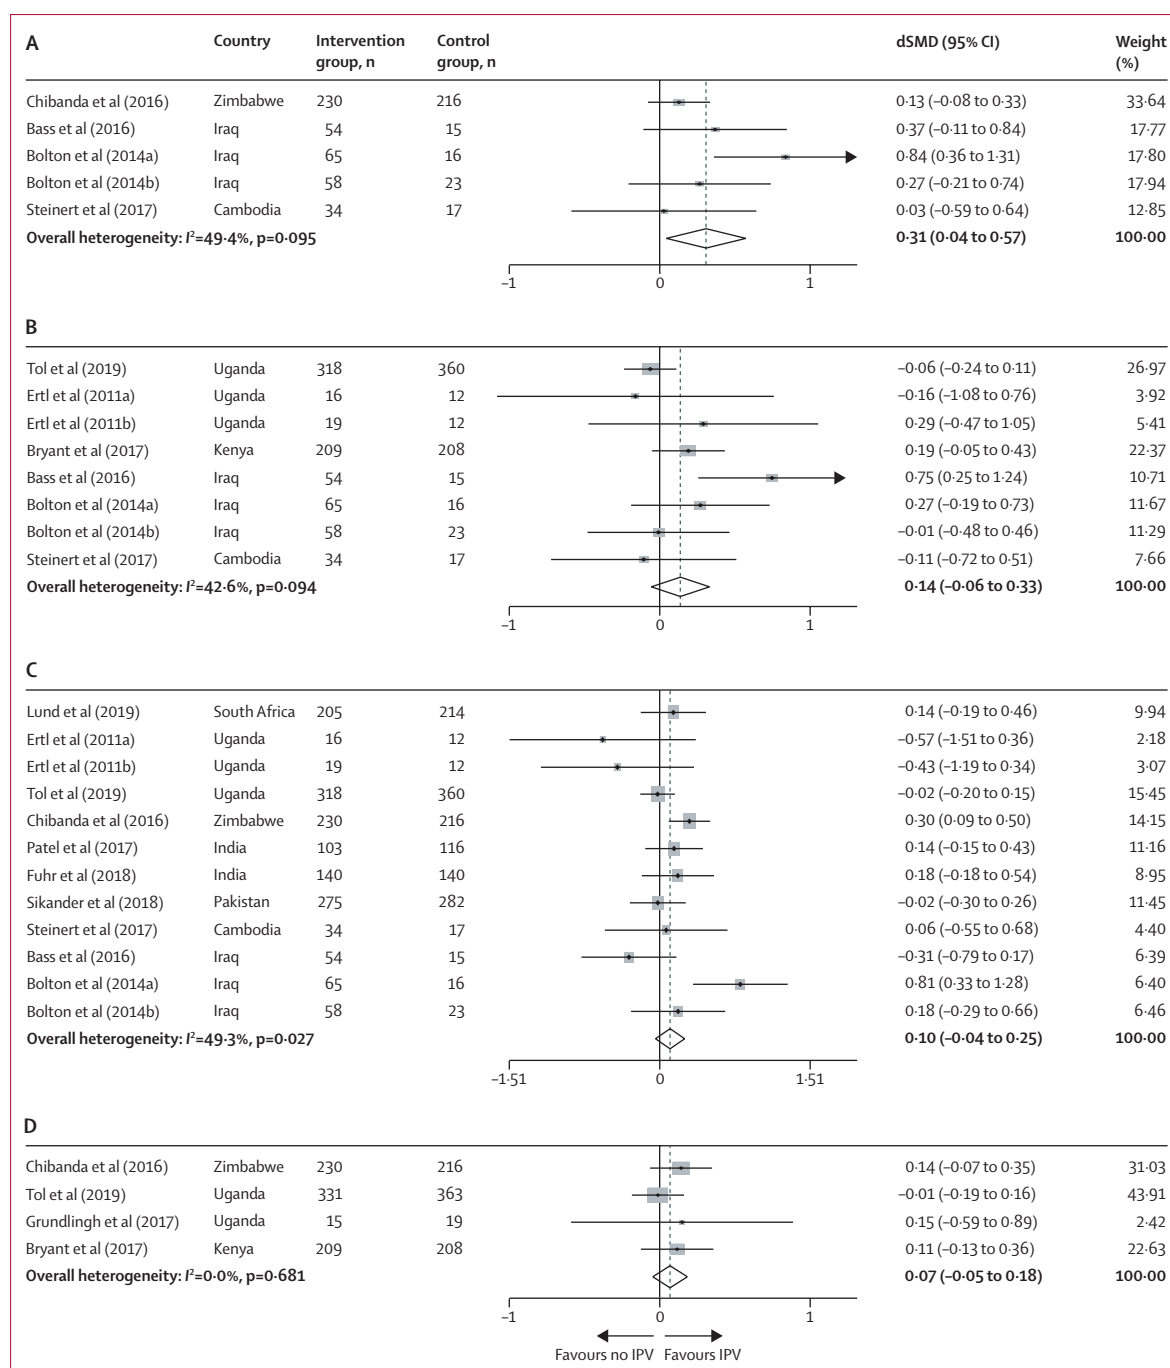 A Country Intervention group, n Control group, n dSMD (95% CI) Weight (%)
Chibanda et al (2016) Zimbabwe 230 216 0·13 (–0·08 to 0·33) 33·64
Bass et al (2016) Iraq 54 15 0·37 (–0·11 to 0·84) 17·77
Bolton et al (2014a) Iraq 65 16 0·84 (0·36 to 1·31) 17·80
Bolton et al (2014b) Iraq 58 23 0·27 (–0·21 to 0·74) 17·94
Steinert et al (2017) Cambodia 34 17 0·03 (–0·59 to 0·64) 12·85
Overall heterogeneity: I²=49·4%, p=0·095 0·31 (0·04 to 0·57) 100·00
–1 0 1
B
Tol et al (2019) Uganda 318 360 –0·06 (–0·24 to 0·11) 26·97
Ertl et al (2011a) Uganda 16 12 –0·16 (–1·08 to 0·76) 3·92
Ertl et al (2011b) Uganda 19 12 0·29 (–0·47 to 1·05) 5·41
Bryant et al (2017) Kenya 209 208 0·19 (–0·05 to 0·43) 22·37
Bass et al (2016) Iraq 54 15 0·75 (0·25 to 1·24) 10·71
Bolton et al (2014a) Iraq 65 16 0·27 (–0·19 to 0·73) 11·67
Bolton et al (2014b) Iraq 58 23 –0·01 (–0·48 to 0·46) 11·29
Steinert et al (2017) Cambodia 34 17 –0·11 (–0·72 to 0·51) 7·66
Overall heterogeneity: I²=42·6%, p=0·094 0·14 (–0·06 to 0·33) 100·00
–1 0 1
C
Lund et al (2019) South Africa 205 214 0·14 (–0·19 to 0·46) 9·94
Ertl et al (2011a) Uganda 16 12 –0·57 (–1·51 to 0·36) 2·18
Ertl et al (2011b) Uganda 19 12 –0·43 (–1·19 to 0·34) 3·07
Tol et al (2019) Uganda 318 360 –0·02 (–0·20 to 0·15) 15·45
Chibanda et al (2016) Zimbabwe 230 216 0·30 (0·09 to 0·50) 14·15
Patel et al (2017) India 103 116 0·14 (–0·15 to 0·43) 11·16
Fuhr et al (2018) India 140 140 0·18 (–0·18 to 0·54) 8·95
Sikander et al (2018) Pakistan 275 282 –0·02 (–0·30 to 0·26) 11·45
Steinert et al (2017) Cambodia 34 17 0·06 (–0·55 to 0·68) 4·40
Bass et al (2016) Iraq 54 15 –0·31 (–0·79 to 0·17) 6·39
Bolton et al (2014a) Iraq 65 16 0·81 (0·33 to 1·28) 6·40
Bolton et al (2014b) Iraq 58 23 0·18 (–0·29 to 0·66) 6·46
Overall heterogeneity: I²=49·3%, p=0·027 0·10 (–0·04 to 0·25) 100·00
–1·51 0 1·51
D
Chibanda et al (2016) Zimbabwe 230 216 0·14 (–0·07 to 0·35) 31·03
Tol et al (2019) Uganda 331 363 –0·01 (–0·19 to 0·16) 43·91
Grundlingh et al (2017) Uganda 15 19 0·15 (–0·59 to 0·89) 2·42
Bryant et al (2017) Kenya 209 208 0·11 (–0·13 to 0·36) 22·63
Overall heterogeneity: I²=0·0%, p=0·681 0·07 (–0·05 to 0·18) 100·00
–1 0 1
Favours no IPV Favours IPV